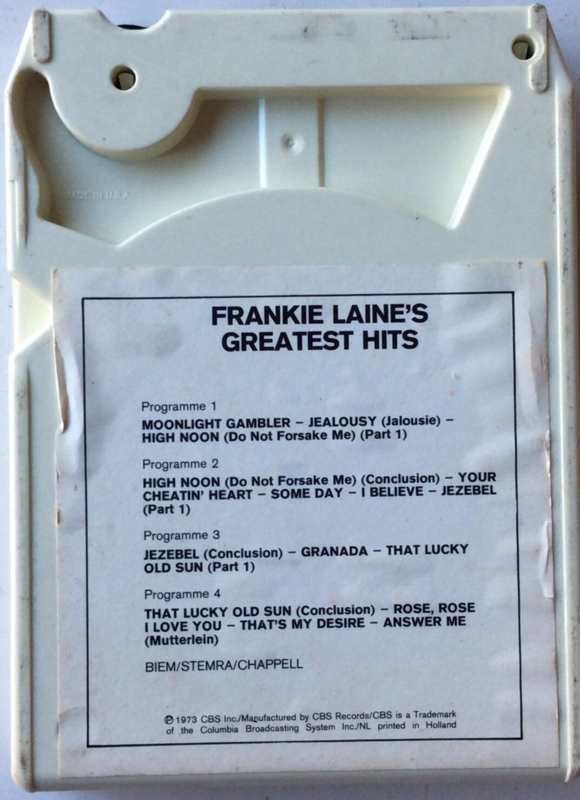 MADE IN U.S.A.
FRANKIE LAINE'S
GREATEST HITS
Programme 1
MOONLIGHT GAMBLER – JEALOUSY (Jalousie) –
HIGH NOON (Do Not Forsake Me) (Part 1)
Programme 2
HIGH NOON (Do Not Forsake Me) (Conclusion) – YOUR
CHEATIN' HEART – SOME DAY – I BELIEVE – JEZEBEL
(Part 1)
Programme 3
JEZEBEL (Conclusion) – GRANADA – THAT LUCKY
OLD SUN (Part 1)
Programme 4
THAT LUCKY OLD SUN (Conclusion) – ROSE, ROSE
I LOVE YOU – THAT'S MY DESIRE – ANSWER ME
(Mutterlein)
BIEM/STEMRA/CHAPPELL
℗ 1973 CBS Inc./Manufactured by CBS Records/CBS is a Trademark
of the Columbia Broadcasting System Inc./NL printed in Holland